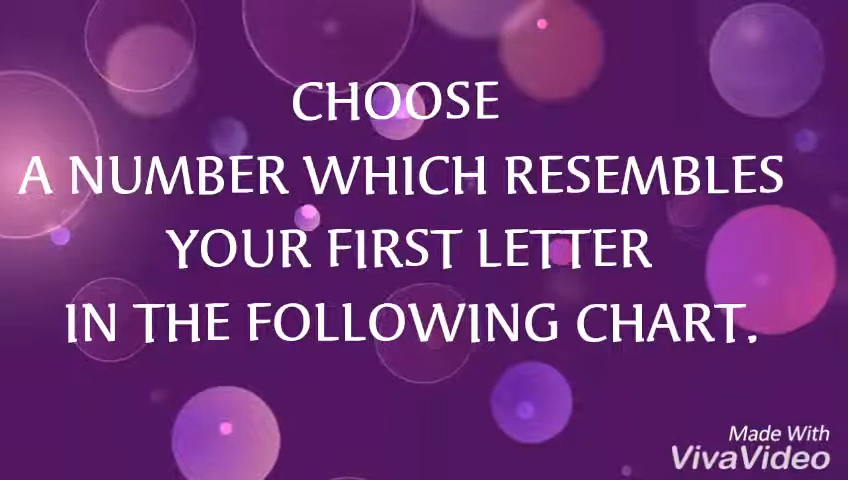 CHOOSE
A NUMBER WHICH RESEMBLES
YOUR FIRST LETTER
IN THE FOLLOWING CHART.
Made With
VivaVideo